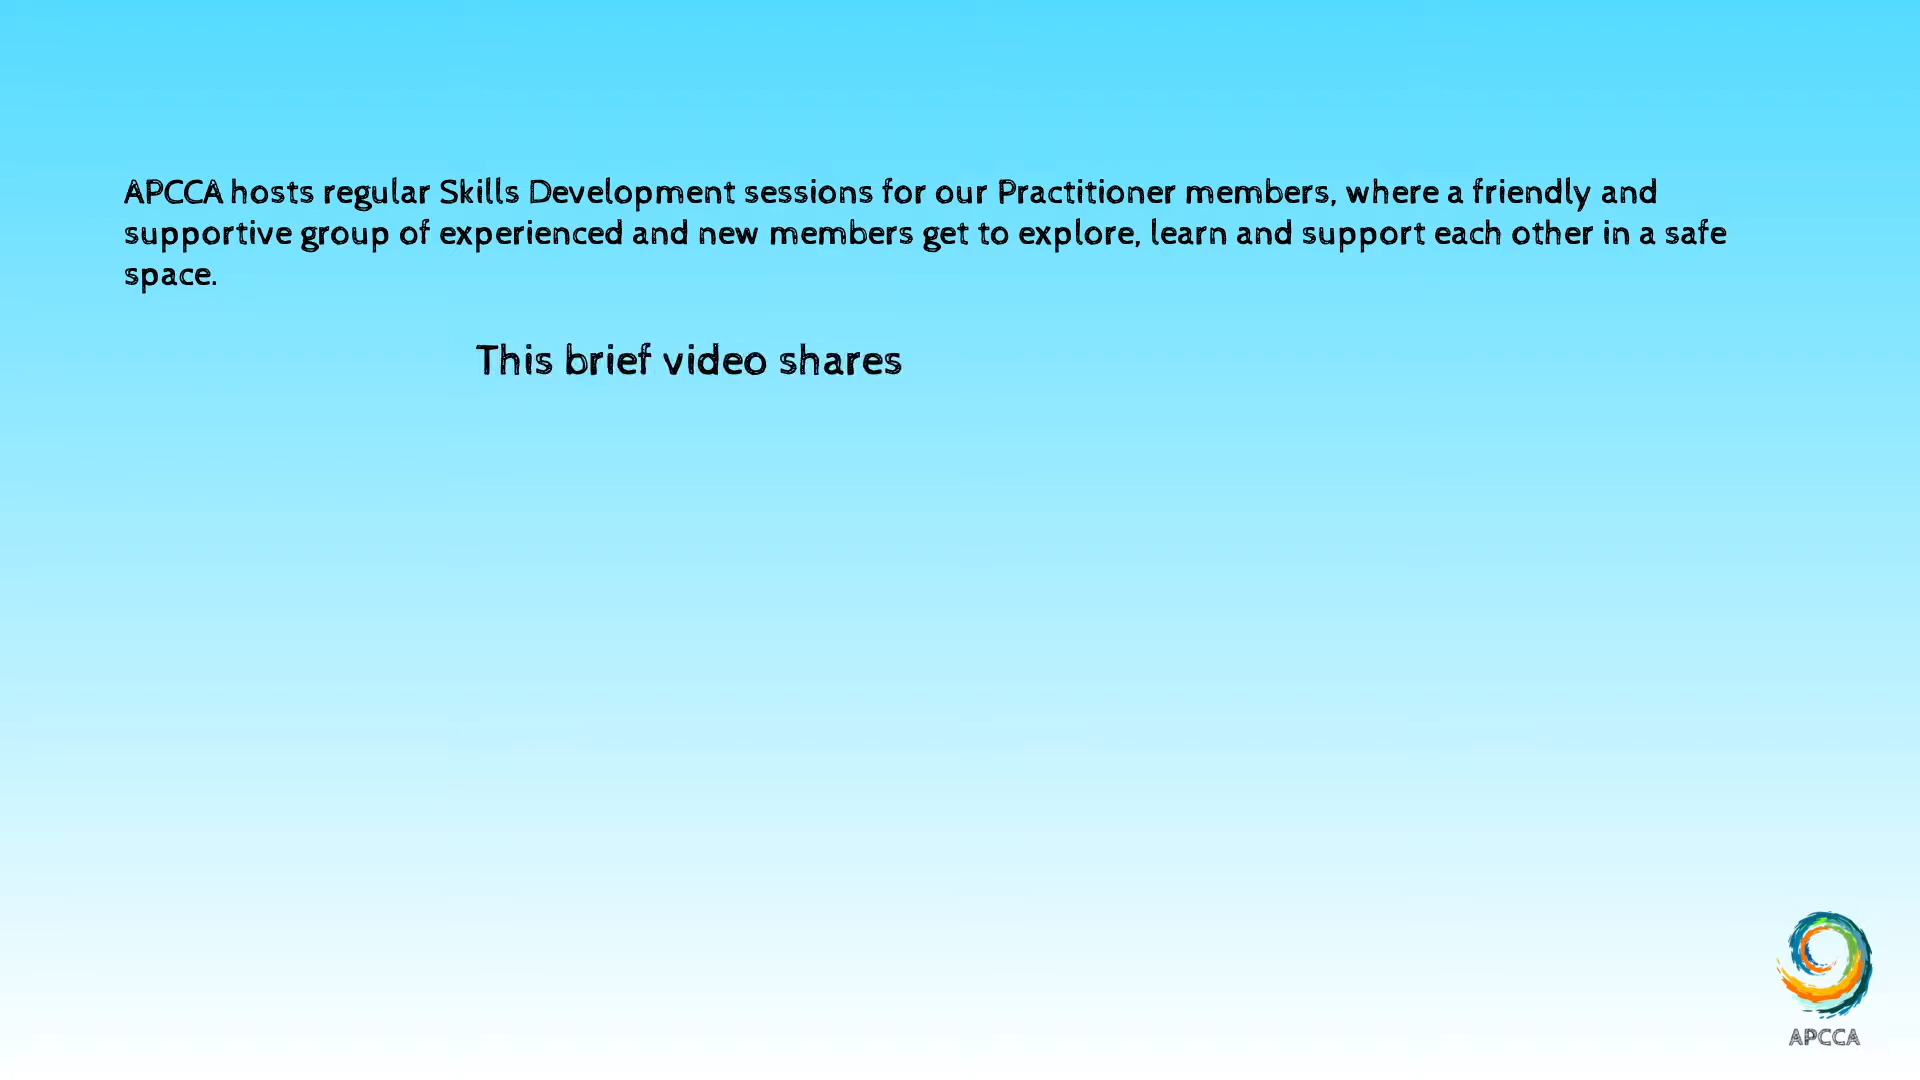 APCCA hosts regular Skills Development sessions for our Practitioner members, where a friendly and
supportive group of experienced and new members get to explore, learn and support each other in a safe
space.
This brief video shares
APCCA